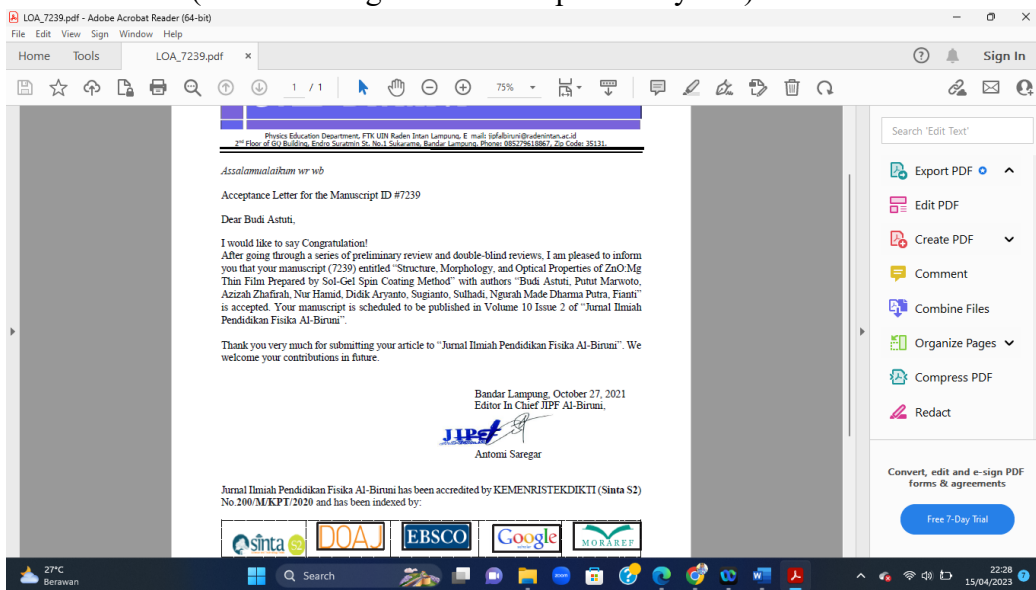 LOA_7239.pdf - Adobe Acrobat Reader (64-bit)
File Edit View Sign Window Help
Home Tools LOA_7239.pdf × Sign In
1 / 1 75%
Physics Education Department, FTK UIN Raden Intan Lampung, E mail: jipfalbiruni@radenintan.ac.id
2nd Floor of GQ Building, Endro Suratmin St. No.1 Sukarame, Bandar Lampung, Phone: 085279618867, Zip Code: 35131.
Assalamualaikum wr wb
Acceptance Letter for the Manuscript ID #7239
Dear Budi Astuti,
I would like to say Congratulation!
After going through a series of preliminary review and double-blind reviews, I am pleased to inform
you that your manuscript (7239) entitled “Structure, Morphology, and Optical Properties of ZnO:Mg
Thin Film Prepared by Sol-Gel Spin Coating Method” with authors “Budi Astuti, Putut Marwoto,
Azizah Zhafirah, Nur Hamid, Didik Aryanto, Sugianto, Sulhadi, Ngurah Made Dharma Putra, Fianti”
is accepted. Your manuscript is scheduled to be published in Volume 10 Issue 2 of “Jurnal Ilmiah
Pendidikan Fisika Al-Biruni”.
Thank you very much for submitting your article to “Jurnal Ilmiah Pendidikan Fisika Al-Biruni”. We
welcome your contributions in future.
Bandar Lampung, October 27, 2021
Editor In Chief JIPF Al-Biruni,
JIPF
Antomi Saregar
Jurnal Ilmiah Pendidikan Fisika Al-Biruni has been accredited by KEMENRISTEKDIKTI (Sinta S2)
No.200/M/KPT/2020 and has been indexed by:
sinta S2 DOAJ EBSCO Google MORAREF
Search 'Edit Text'
Export PDF
Edit PDF
Create PDF
Comment
Combine Files
Organize Pages
Compress PDF
Redact
Convert, edit and e-sign PDF
forms & agreements
Free 7-Day Trial
27°C
Berawan
Search
zoom
22:28
15/04/2023